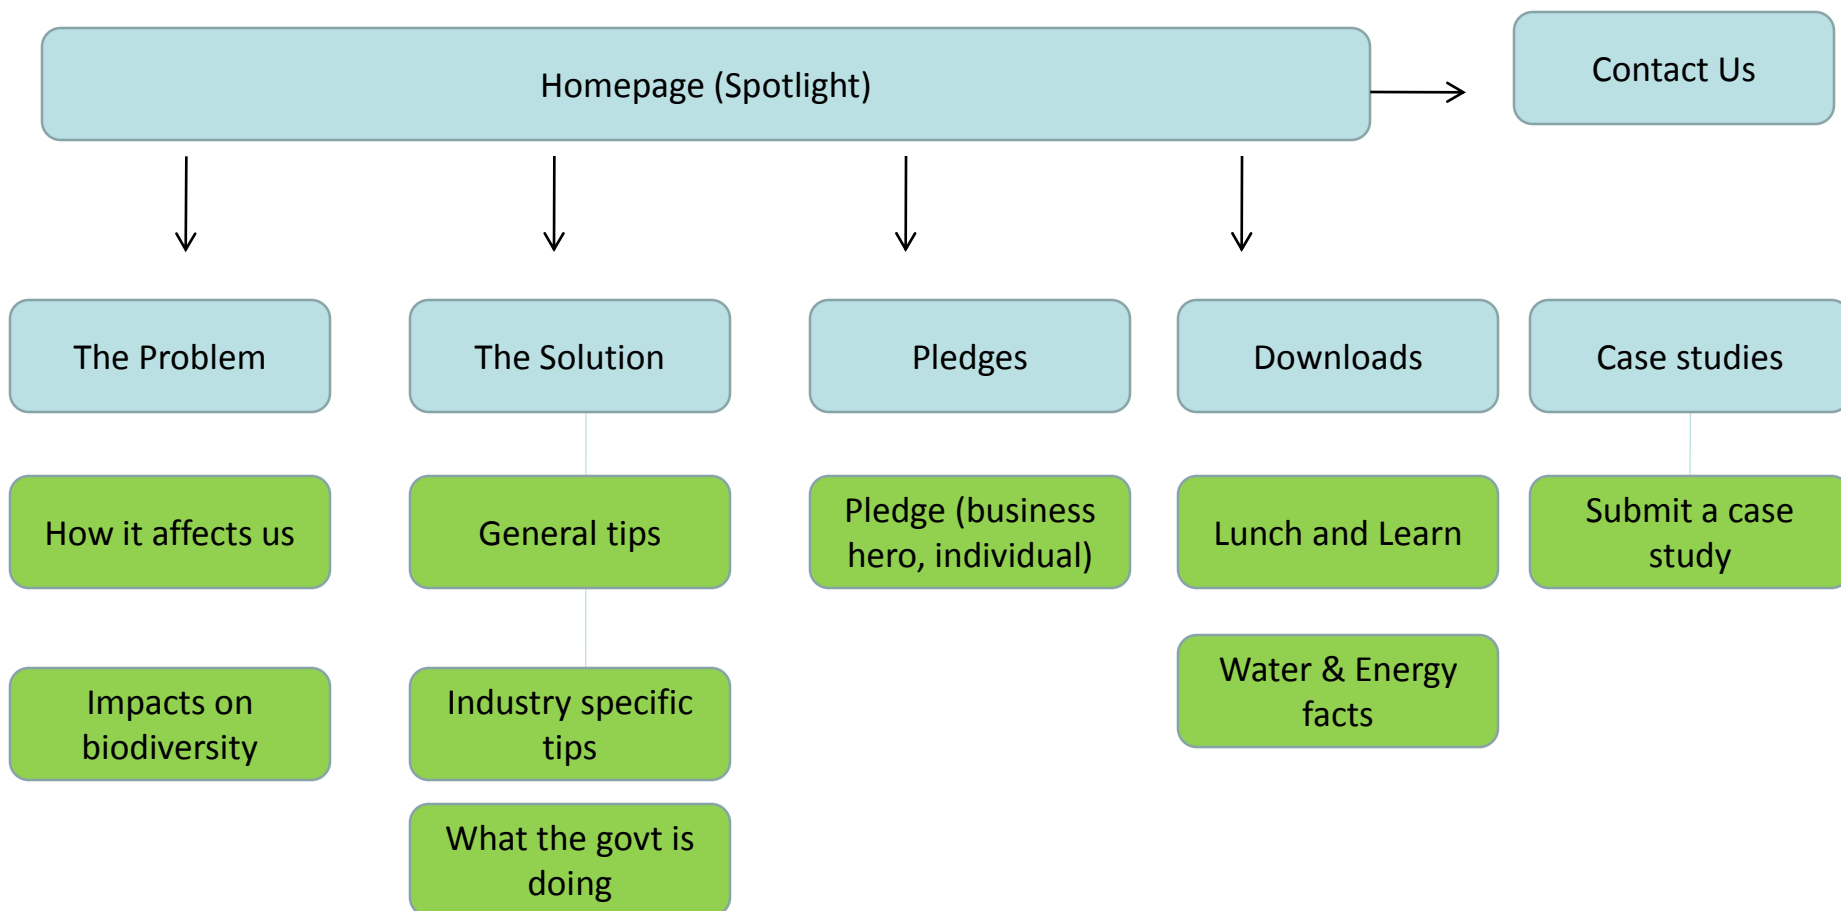 Homepage (Spotlight)
Contact Us
The Problem
The Solution
Pledges
Downloads
Case studies
How it affects us
General tips
Pledge (business
hero, individual)
Lunch and Learn
Submit a case
study
Impacts on
biodiversity
Industry specific
tips
Water & Energy
facts
What the govt is
doing